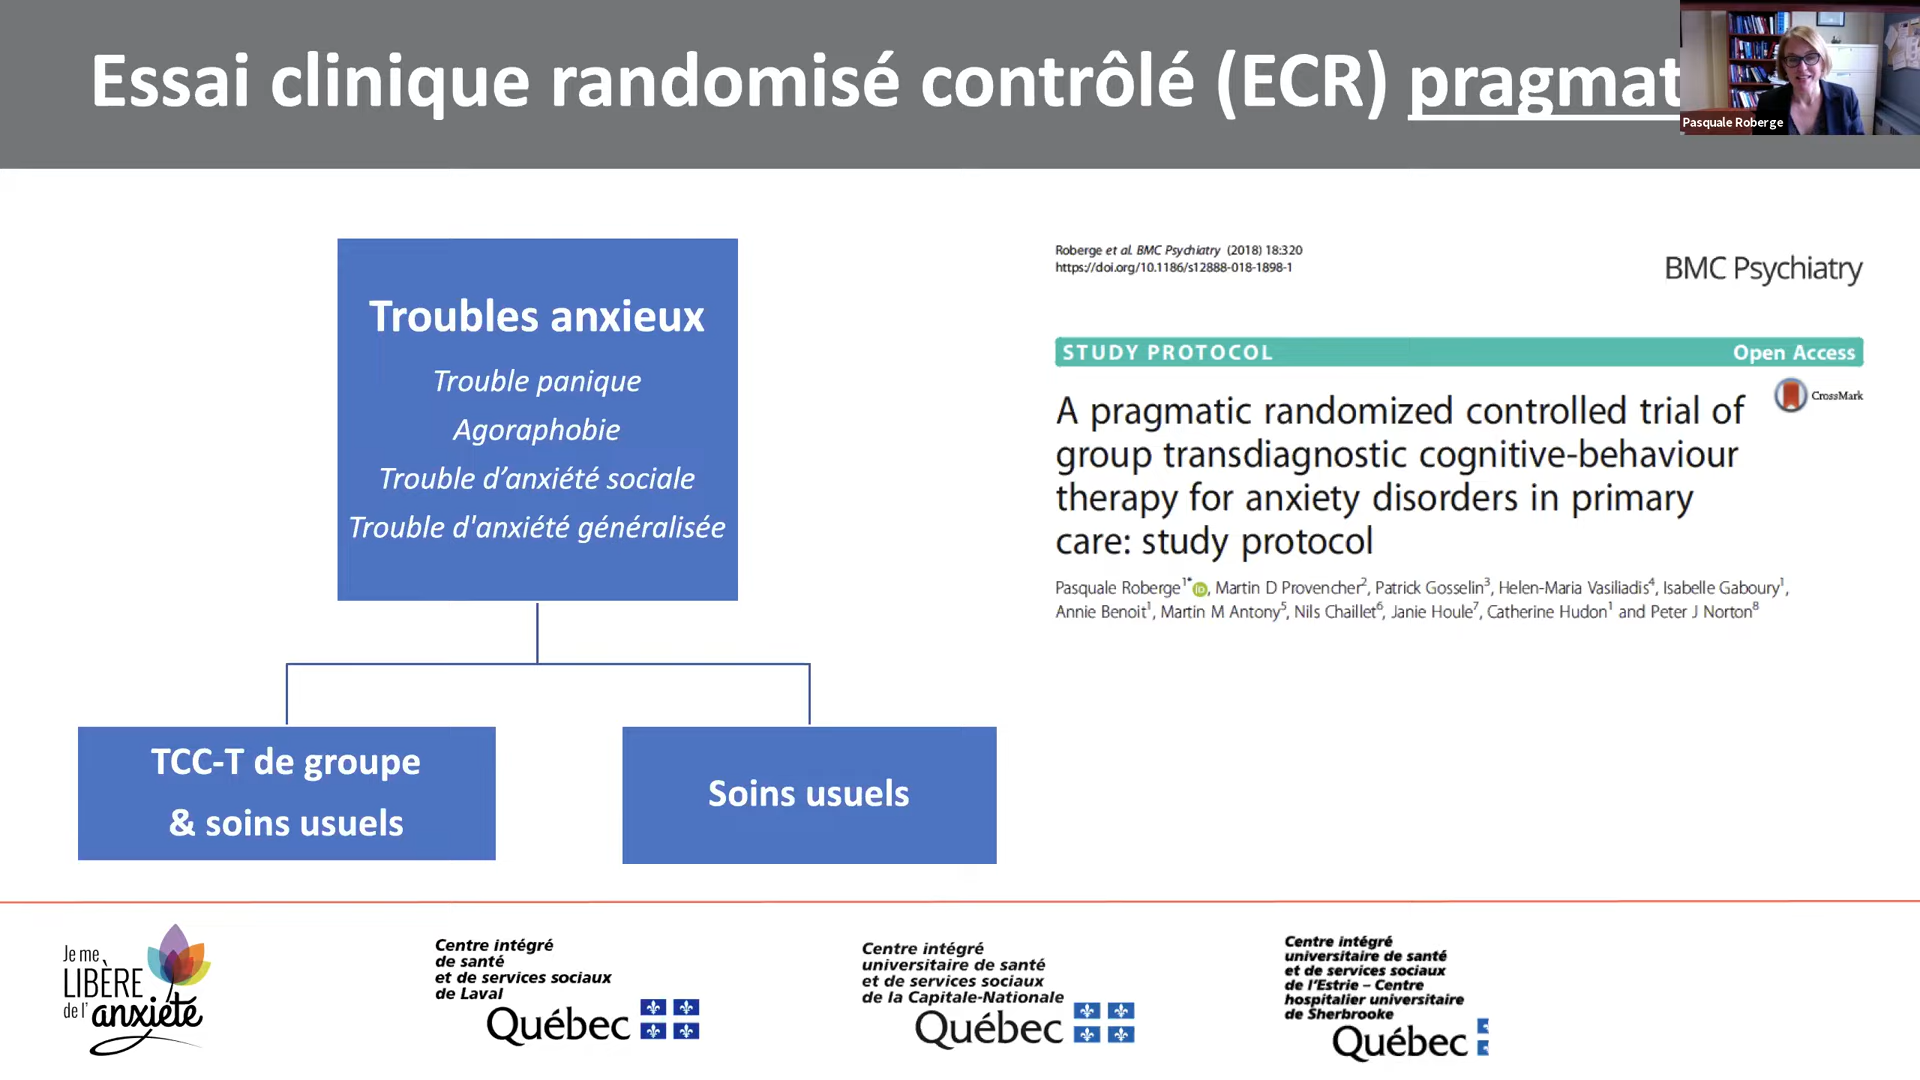 Essai clinique randomisé contrôlé (ECR) pragmat
Pasquale Roberge
Troubles anxieux
Trouble panique
Agoraphobie
Trouble d’anxiété sociale
Trouble d'anxiété généralisée
TCC-T de groupe
& soins usuels
Soins usuels
Roberge et al. BMC Psychiatry (2018) 18:320
https://doi.org/10.1186/s12888-018-1898-1
BMC Psychiatry
STUDY PROTOCOL
Open Access
CrossMark
A pragmatic randomized controlled trial of
group transdiagnostic cognitive-behaviour
therapy for anxiety disorders in primary
care: study protocol
Pasquale Roberge1* iD, Martin D Provencher2, Patrick Gosselin3, Helen-Maria Vasiliadis4, Isabelle Gaboury1,
Annie Benoit1, Martin M Antony5, Nils Chaillet6, Janie Houle7, Catherine Hudon1 and Peter J Norton8
Je me
LIBÈRE
de l'anxiété
Centre intégré
de santé
et de services sociaux
de Laval
Québec
Centre intégré
universitaire de santé
et de services sociaux
de la Capitale-Nationale
Québec
Centre intégré
universitaire de santé
et de services sociaux
de l’Estrie – Centre
hospitalier universitaire
de Sherbrooke
Québec